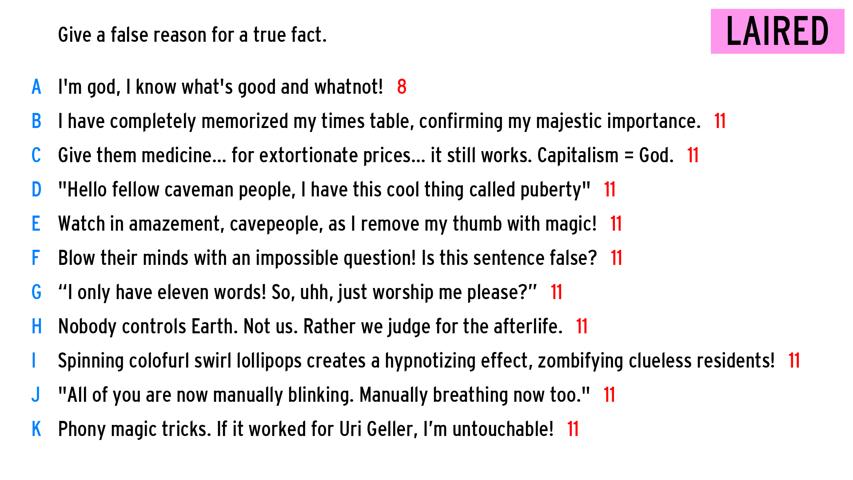 Give a false reason for a true fact.
LAIRED
A I'm god, I know what's good and whatnot! 8
B I have completely memorized my times table, confirming my majestic importance. 11
C Give them medicine... for extortionate prices... it still works. Capitalism = God. 11
D "Hello fellow caveman people, I have this cool thing called puberty" 11
E Watch in amazement, cavepeople, as I remove my thumb with magic! 11
F Blow their minds with an impossible question! Is this sentence false? 11
G “I only have eleven words! So, uhh, just worship me please?” 11
H Nobody controls Earth. Not us. Rather we judge for the afterlife. 11
I Spinning colofurl swirl lollipops creates a hypnotizing effect, zombifying clueless residents! 11
J "All of you are now manually blinking. Manually breathing now too." 11
K Phony magic tricks. If it worked for Uri Geller, I’m untouchable! 11